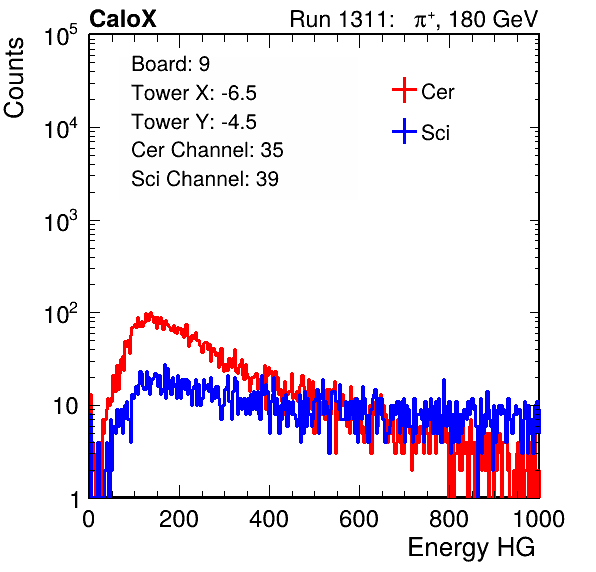 CaloX Run 1311: π⁺, 180 GeV
Counts
10⁵
10⁴
10³
10²
10
1
Board: 9
Tower X: -6.5
Tower Y: -4.5
Cer Channel: 35
Sci Channel: 39
Cer
Sci
0 200 400 600 800 1000
Energy HG